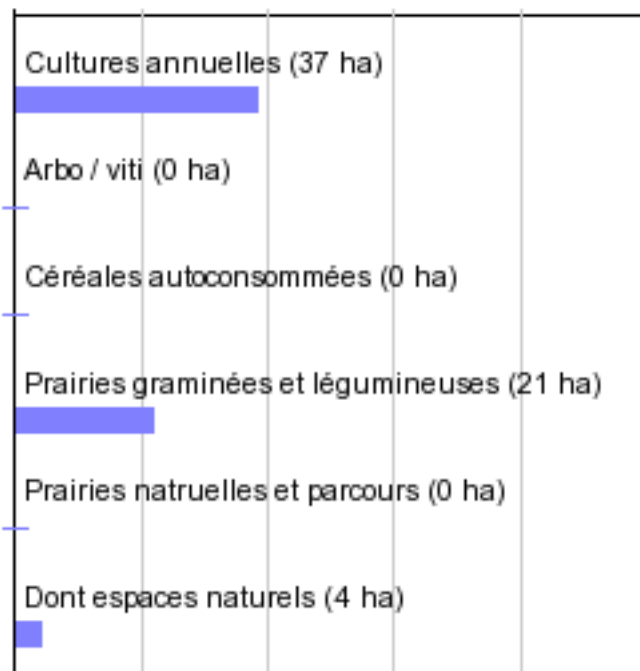 Cultures annuelles (37 ha)
Arbo / viti (0 ha)
Céréales autoconsommées (0 ha)
Prairies graminées et légumineuses (21 ha)
Prairies natruelles et parcours (0 ha)
Dont espaces naturels (4 ha)